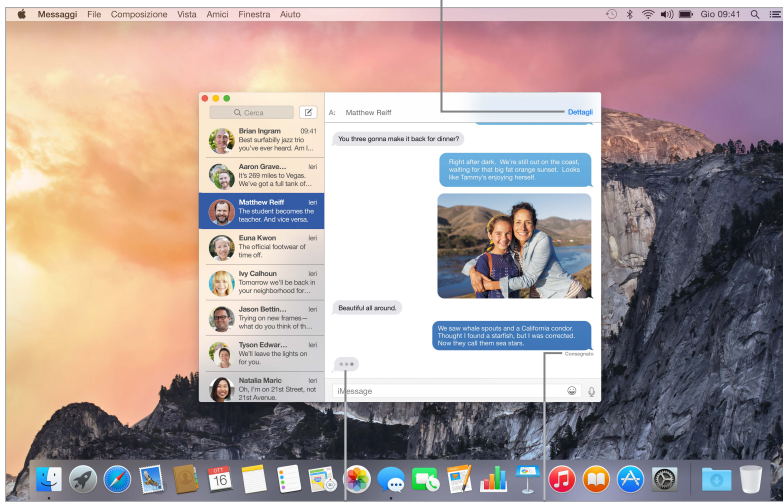 Messaggi File Composizione Vista Amici Finestra Aiuto
Gio 09:41
Cerca
Brian Ingram 09:41
Best surfabilly jazz trio
you've ever heard. Am I...
Aaron Grave... Ieri
It's 269 miles to Vegas.
We've got a full tank of...
Matthew Reiff Ieri
The student becomes the
teacher. And vice versa.
Euna Kwon Ieri
The official footwear of
time off.
Ivy Calhoun Ieri
Tomorrow we'll be back in
your neighborhood for...
Jason Bettin... Ieri
Trying on new frames—
what do you think of th...
Tyson Edwar... Ieri
We'll leave the lights on
for you.
Natalia Maric Ieri
Oh, I'm on 21st Street, not
21st Avenue.
A: Matthew Reiff Dettagli
You three gonna make it back for dinner?
Right after dark. We're still out on the coast,
waiting for that big fat orange sunset. Looks
like Tammy's enjoying herself.
Beautiful all around.
We saw whale spouts and a California condor.
Thought I found a starfish, but I was corrected.
Now they call them sea stars.
Consegnato
iMessage
OTT
16